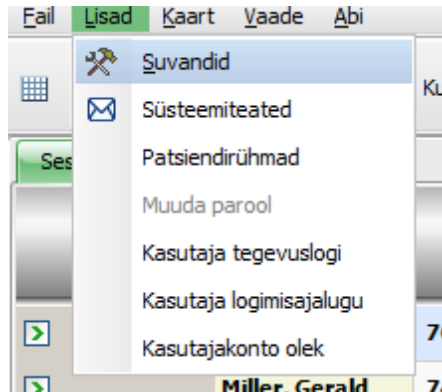 Fail Lisad Kaart Vaade Abi
Suvandid
Süsteemiteated
Patsiendirühmad
Muuda parool
Kasutaja tegevuslogi
Kasutaja logimisajalugu
Kasutajakonto olek
Miller, Gerald